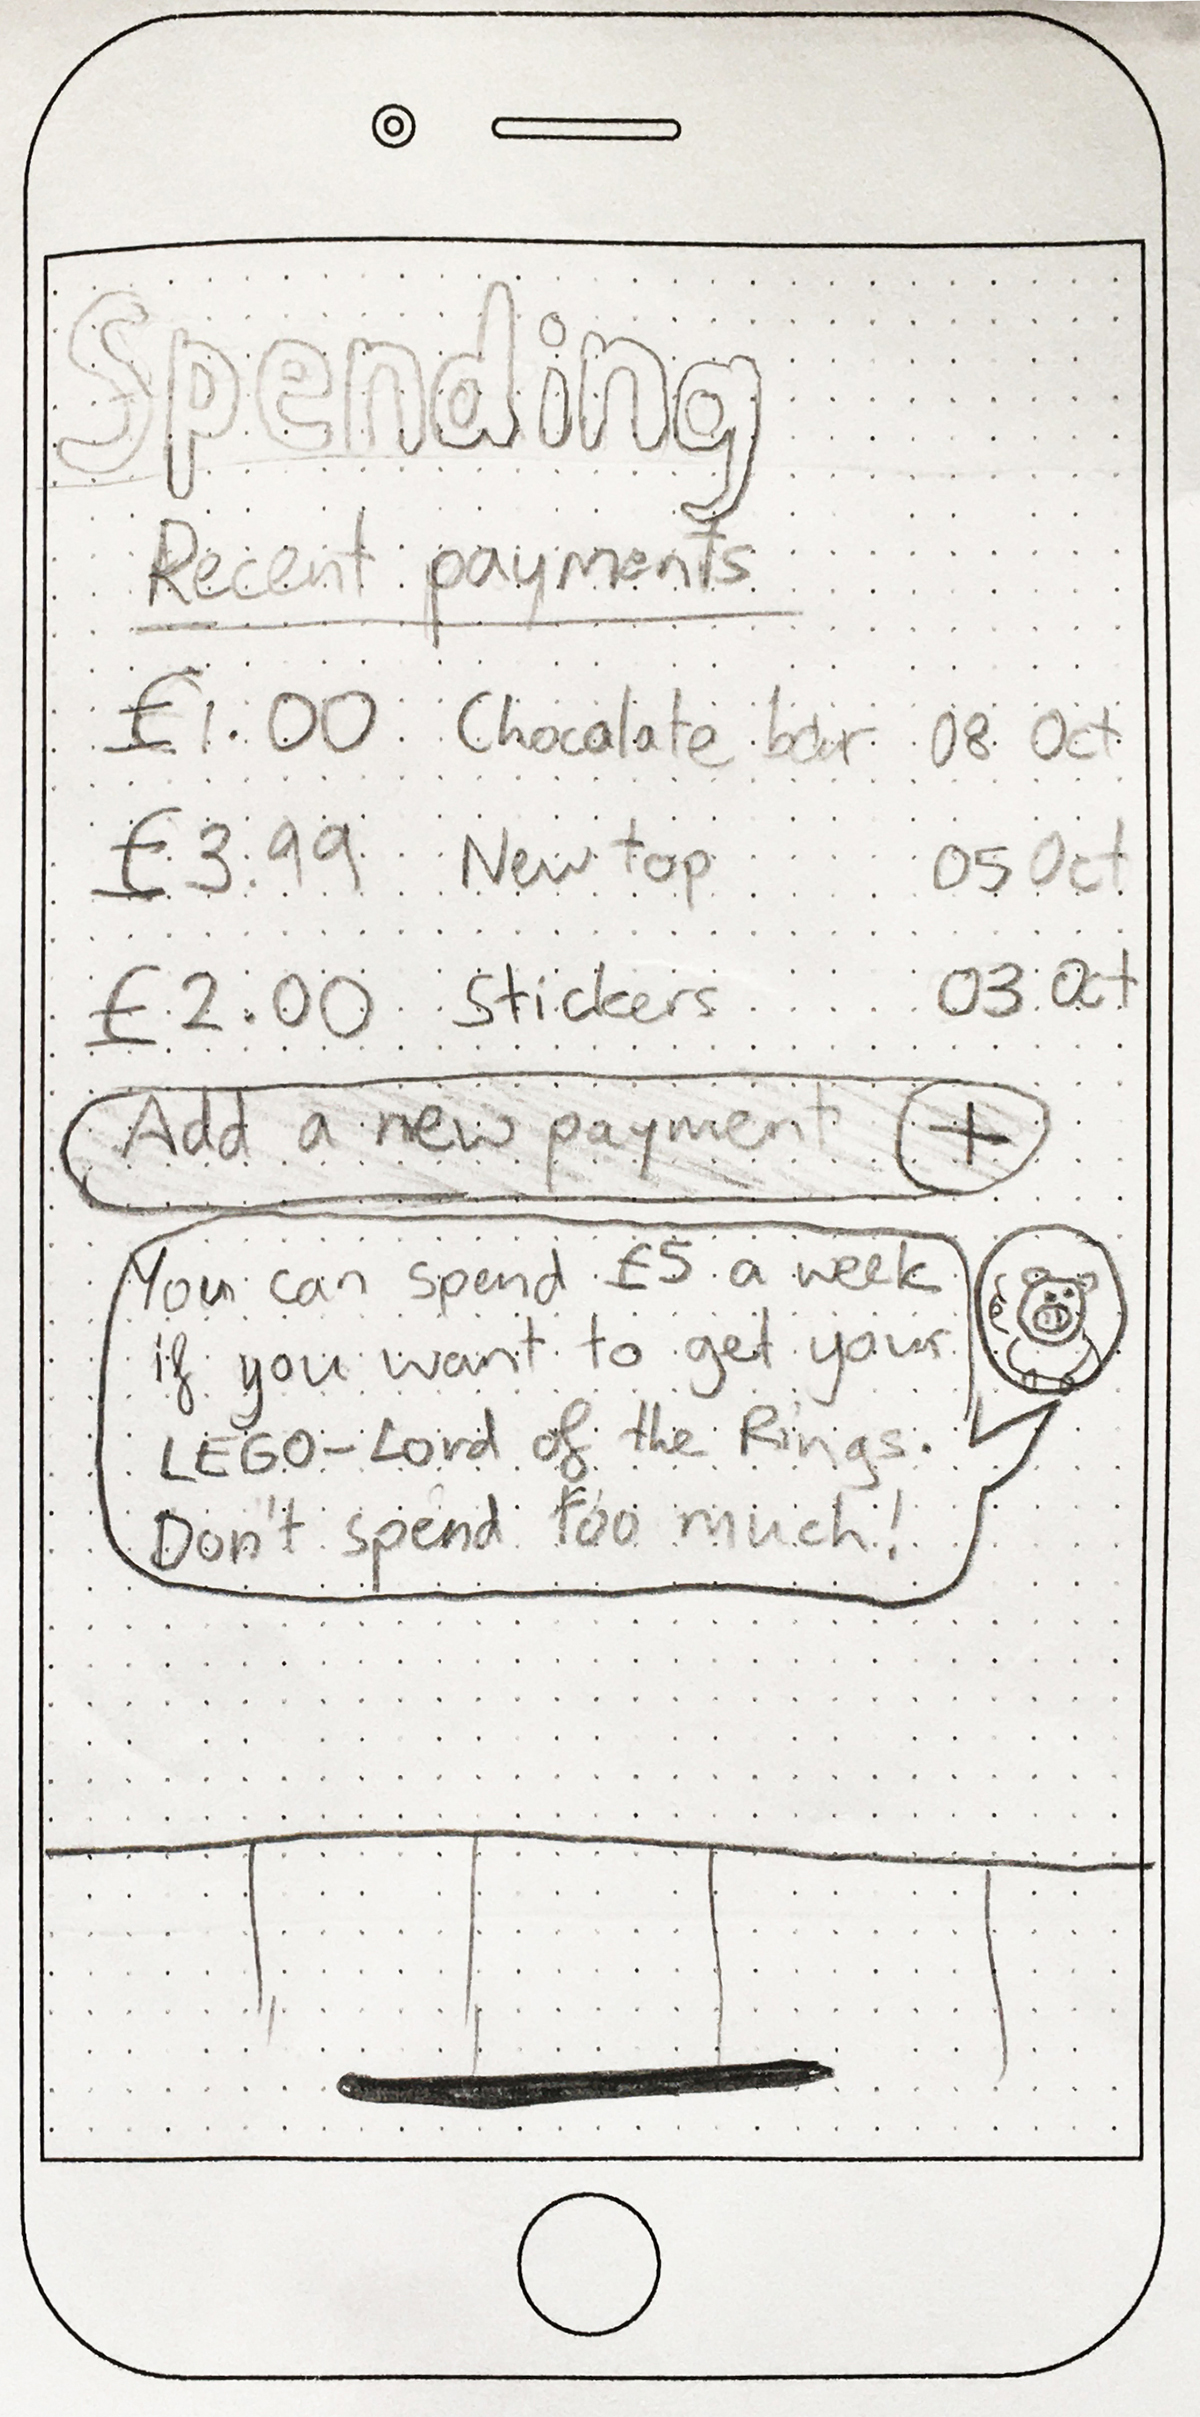 Spending
Recent payments
£1.00 Chocalate bar 08 Oct
£3.99 New top 05 Oct
£2.00 Stickers 03 Oct
Add a new payment +
You can spend £5 a week
if you want to get your
LEGO-Lord of the Rings.
Don't spend too much!